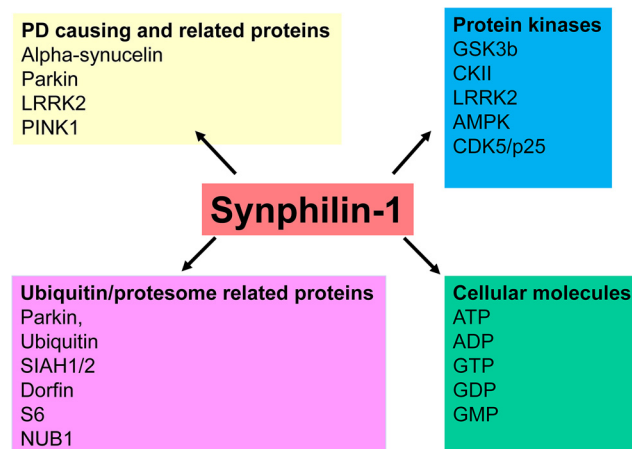 PD causing and related proteins
Alpha-synucelin
Parkin
LRRK2
PINK1
Protein kinases
GSK3b
CKII
LRRK2
AMPK
CDK5/p25
Synphilin-1
Ubiquitin/protesome related proteins
Parkin,
Ubiquitin
SIAH1/2
Dorfin
S6
NUB1
Cellular molecules
ATP
ADP
GTP
GDP
GMP